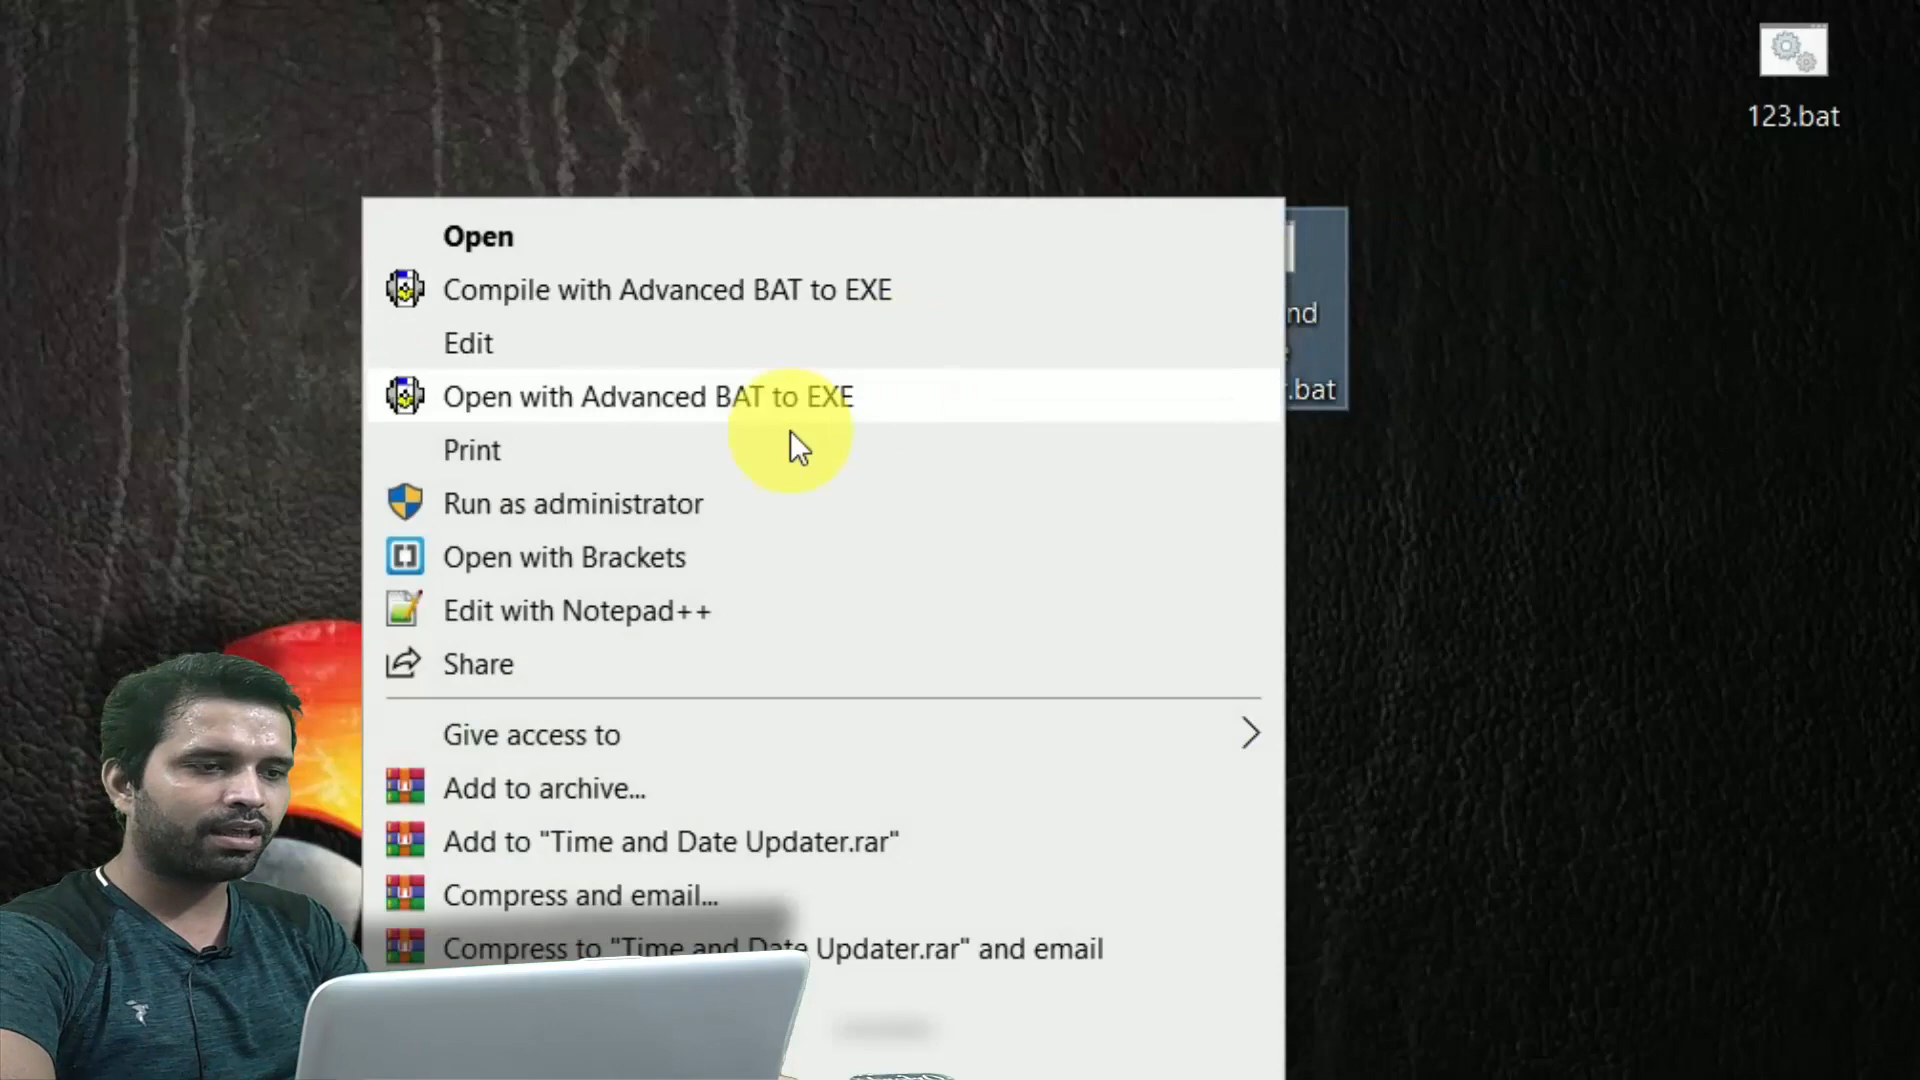 123.bat
Open
Compile with Advanced BAT to EXE
Edit
nd
Open with Advanced BAT to EXE
.bat
Print
Run as administrator
Open with Brackets
Edit with Notepad++
Share
Give access to
Add to archive...
Add to "Time and Date Updater.rar"
Compress and email...
Compress to "Time and Date Updater.rar" and email